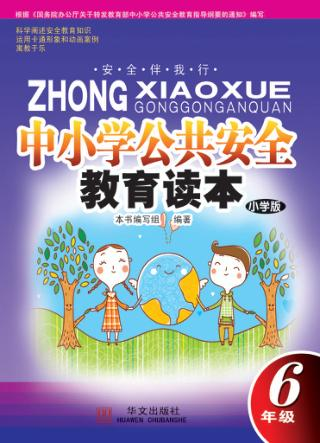 根据《国务院办公厅关于转发教育部中小学公共安全教育指导纲要的通知》编写
科学阐述安全教育知识
运用卡通形象和动画案例
寓教于乐
·安·全·伴·我·行·
ZHONG XIAOXUE
GONGGONGANQUAN
中小学公共安全
教育读本
小学版
本书编写组 编著
6
年级
华文出版社
HUAWEN CHUBANSHE